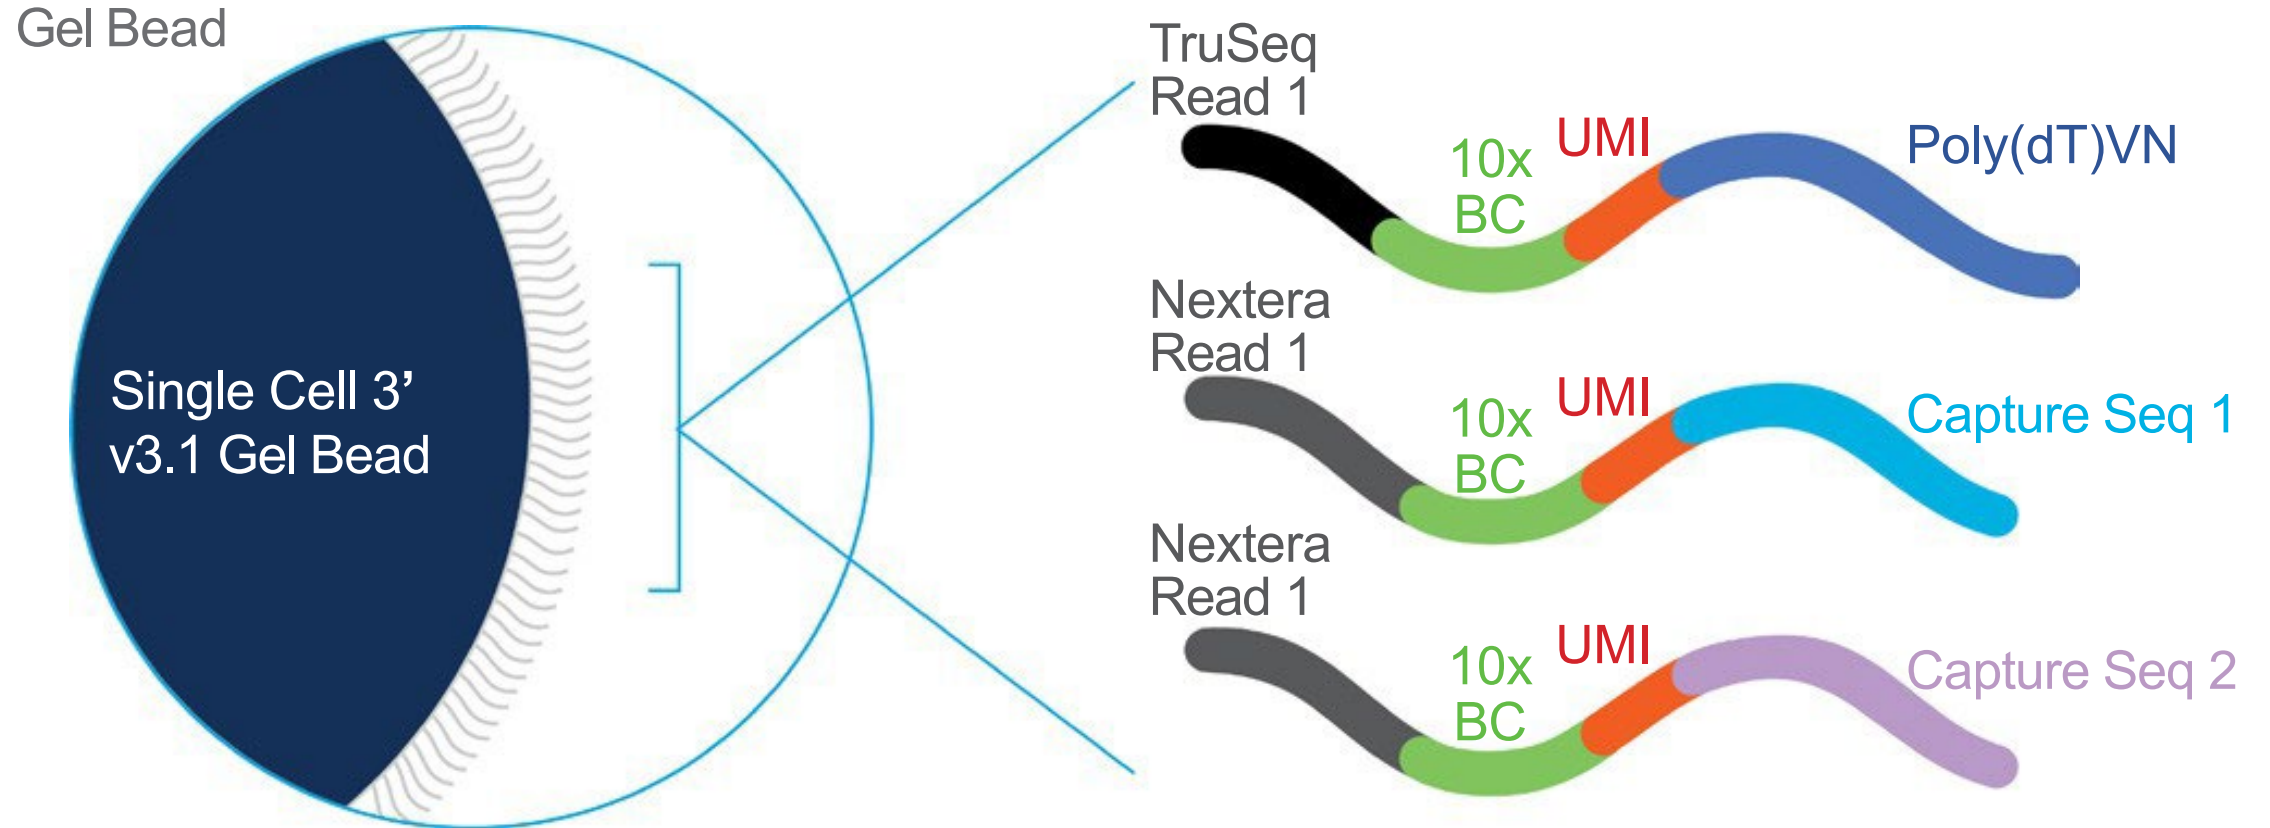 Gel Bead
Single Cell 3’
v3.1 Gel Bead
TruSeq
Read 1
10x
BC
UMI
Poly(dT)VN
Nextera
Read 1
10x
BC
UMI
Capture Seq 1
Nextera
Read 1
10x
BC
UMI
Capture Seq 2